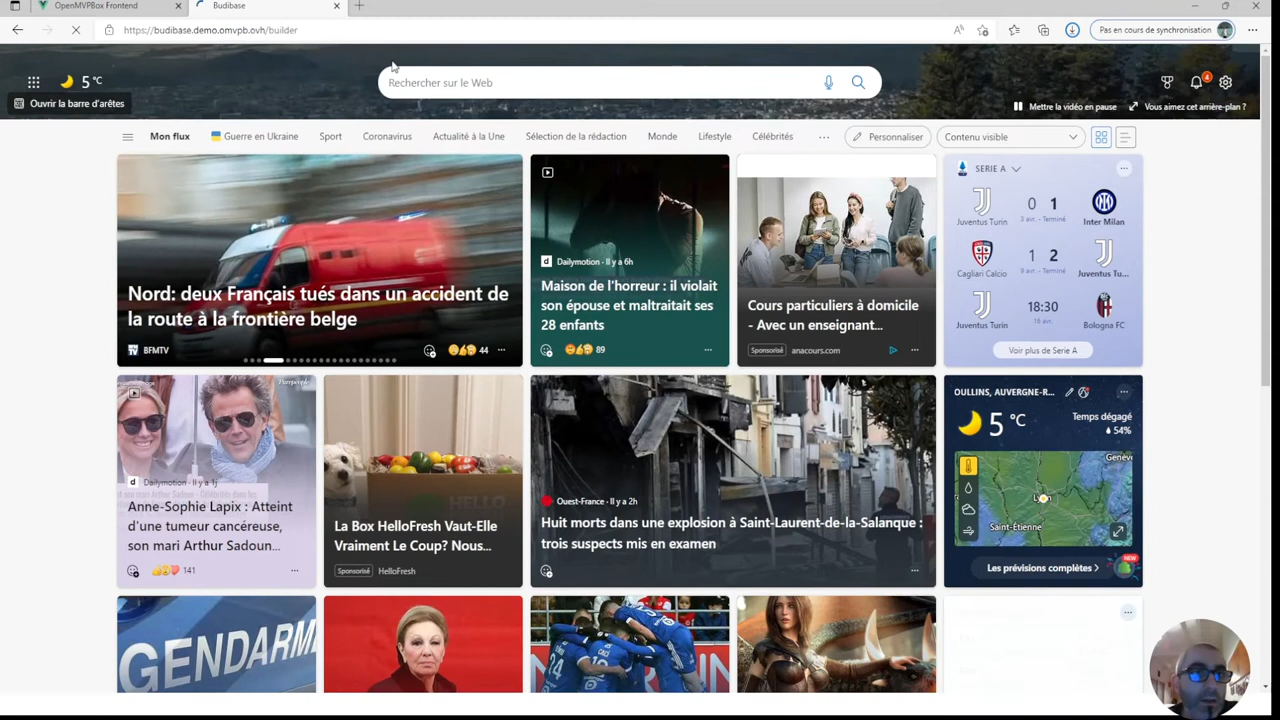 OpenMVPBox Frontend
Budibase
https://budibase.demo.omvpb.ovh/builder
Pas en cours de synchronisation
5 °C
Rechercher sur le Web
4
Ouvrir la barre d'arêtes
Mettre la vidéo en pause
Vous aimez cet arrière-plan ?
Mon flux
Guerre en Ukraine
Sport
Coronavirus
Actualité à la Une
Sélection de la rédaction
Monde
Lifestyle
Célébrités
Personnaliser
Contenu visible
Nord: deux Français tués dans un accident de
la route à la frontière belge
BFMTV
44
Dailymotion - Il y a 6h
Maison de l'horreur : il violait
son épouse et maltraitait ses
28 enfants
89
Cours particuliers à domicile
- Avec un enseignant...
Sponsorisé anacours.com
SERIE A
Juventus Turin
0 1
3 avr. - Terminé
Inter Milan
Cagliari Calcio
1 2
9 avr. - Terminé
Juventus Tu...
Juventus Turin
18:30
16 avr.
Bologna FC
Voir plus de Serie A
Dailymotion - Il y a 1j
Anne-Sophie Lapix : Atteint
d'une tumeur cancéreuse,
son mari Arthur Sadoun...
141
HELLO
La Box HelloFresh Vaut-Elle
Vraiment Le Coup? Nous...
Sponsorisé HelloFresh
Ouest-France - Il y a 2h
Huit morts dans une explosion à Saint-Laurent-de-la-Salanque :
trois suspects mis en examen
OULLINS, AUVERGNE-R...
5 °C
Temps dégagé
54%
Genève
Lyon
Saint-Étienne
Les prévisions complètes
NEW
GENDARM